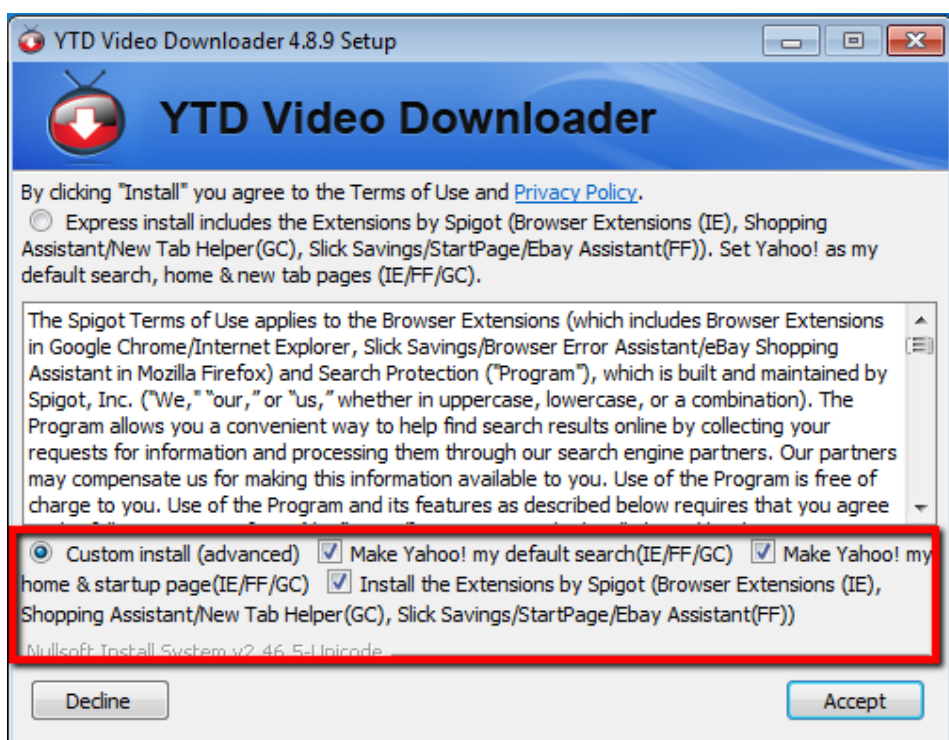 YTD Video Downloader 4.8.9 Setup
YTD Video Downloader
By clicking "Install" you agree to the Terms of Use and Privacy Policy.
Express install includes the Extensions by Spigot (Browser Extensions (IE), Shopping
Assistant/New Tab Helper(GC), Slick Savings/StartPage/Ebay Assistant(FF)). Set Yahoo! as my
default search, home & new tab pages (IE/FF/GC).
The Spigot Terms of Use applies to the Browser Extensions (which includes Browser Extensions
in Google Chrome/Internet Explorer, Slick Savings/Browser Error Assistant/eBay Shopping
Assistant in Mozilla Firefox) and Search Protection ("Program"), which is built and maintained by
Spigot, Inc. ("We," "our," or "us," whether in uppercase, lowercase, or a combination). The
Program allows you a convenient way to help find search results online by collecting your
requests for information and processing them through our search engine partners. Our partners
may compensate us for making this information available to you. Use of the Program is free of
charge to you. Use of the Program and its features as described below requires that you agree
Custom install (advanced) Make Yahoo! my default search(IE/FF/GC) Make Yahoo! my
home & startup page(IE/FF/GC) Install the Extensions by Spigot (Browser Extensions (IE),
Shopping Assistant/New Tab Helper(GC), Slick Savings/StartPage/Ebay Assistant(FF))
Nullsoft Install System v2.46.5-Unicode
Decline
Accept